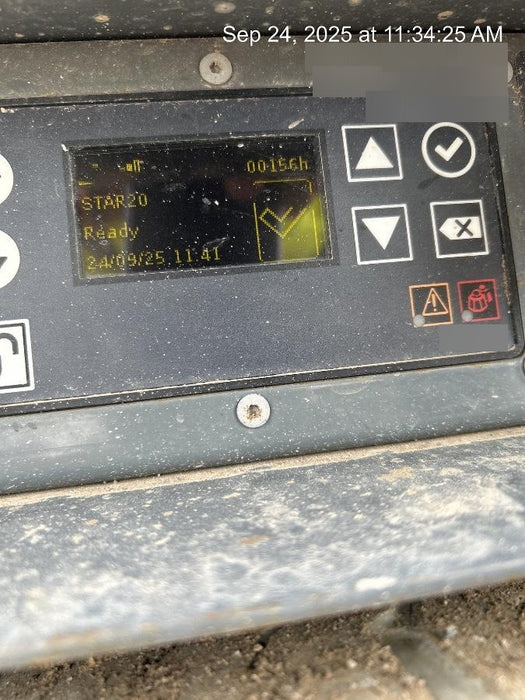 Sep 24, 2025 at 11:34:25 AM
00156h
STAR20
Ready
24/09/25 11:41